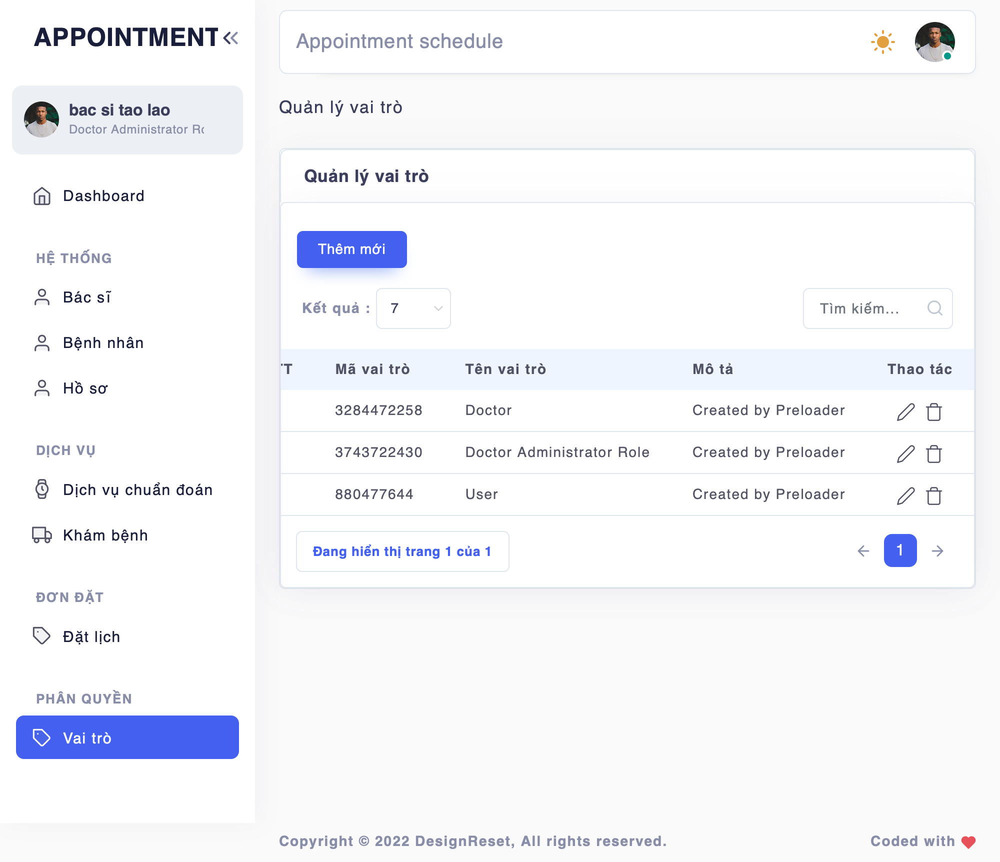 APPOINTMENT
bac si tao lao
Doctor Administrator
Dashboard
HỆ THỐNG
Bác sĩ
Bệnh nhân
Hồ sơ
DỊCH VỤ
Dịch vụ chuẩn đoán
Khám bệnh
ĐƠN ĐẶT
Đặt lịch
PHÂN QUYỀN
Vai trò
Appointment schedule
Quản lý vai trò
Quản lý vai trò
Thêm mới
Kết quả : 7
Tìm kiếm...
Mã vai trò Tên vai trò Mô tả Thao tác
3284472258 Doctor Created by Preloader
3743722430 Doctor Administrator Role Created by Preloader
880477644 User Created by Preloader
Đang hiển thị trang 1 của 1
1
Copyright © 2022 DesignReset, All rights reserved.
Coded with